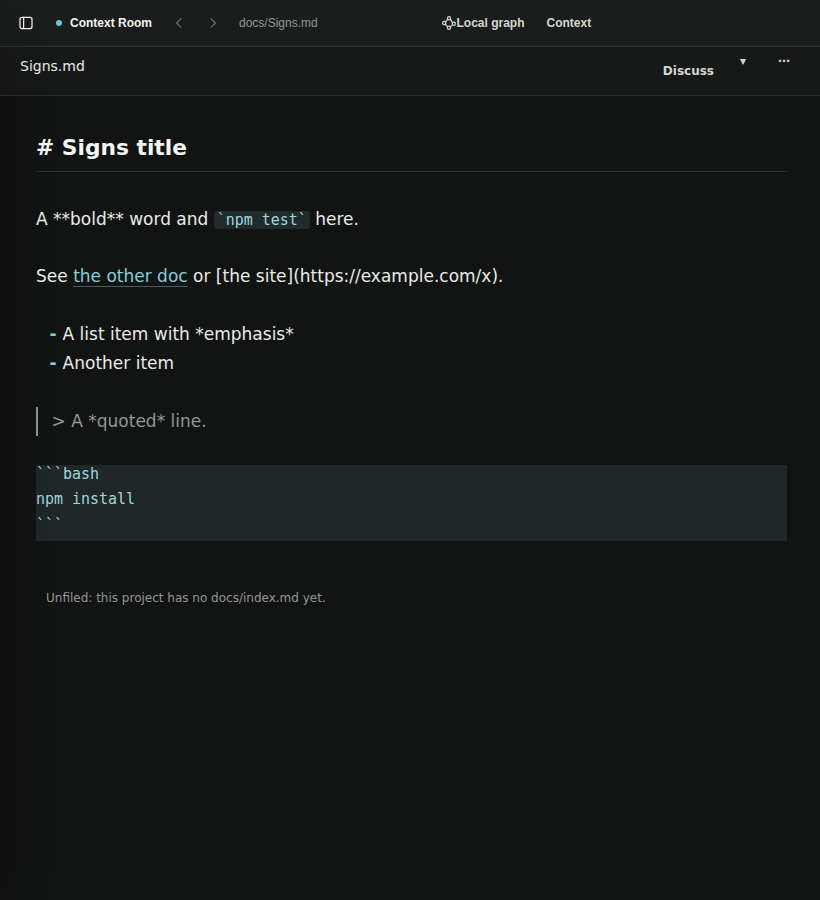 Context Room
docs/Signs.md
Local graph
Context
Signs.md
Discuss
▾
···
# Signs title
A **bold** word and `npm test` here.
See the other doc or [the site](https://example.com/x).
- A list item with *emphasis*
- Another item
> A *quoted* line.
```bash
npm install
```
Unfiled: this project has no docs/index.md yet.